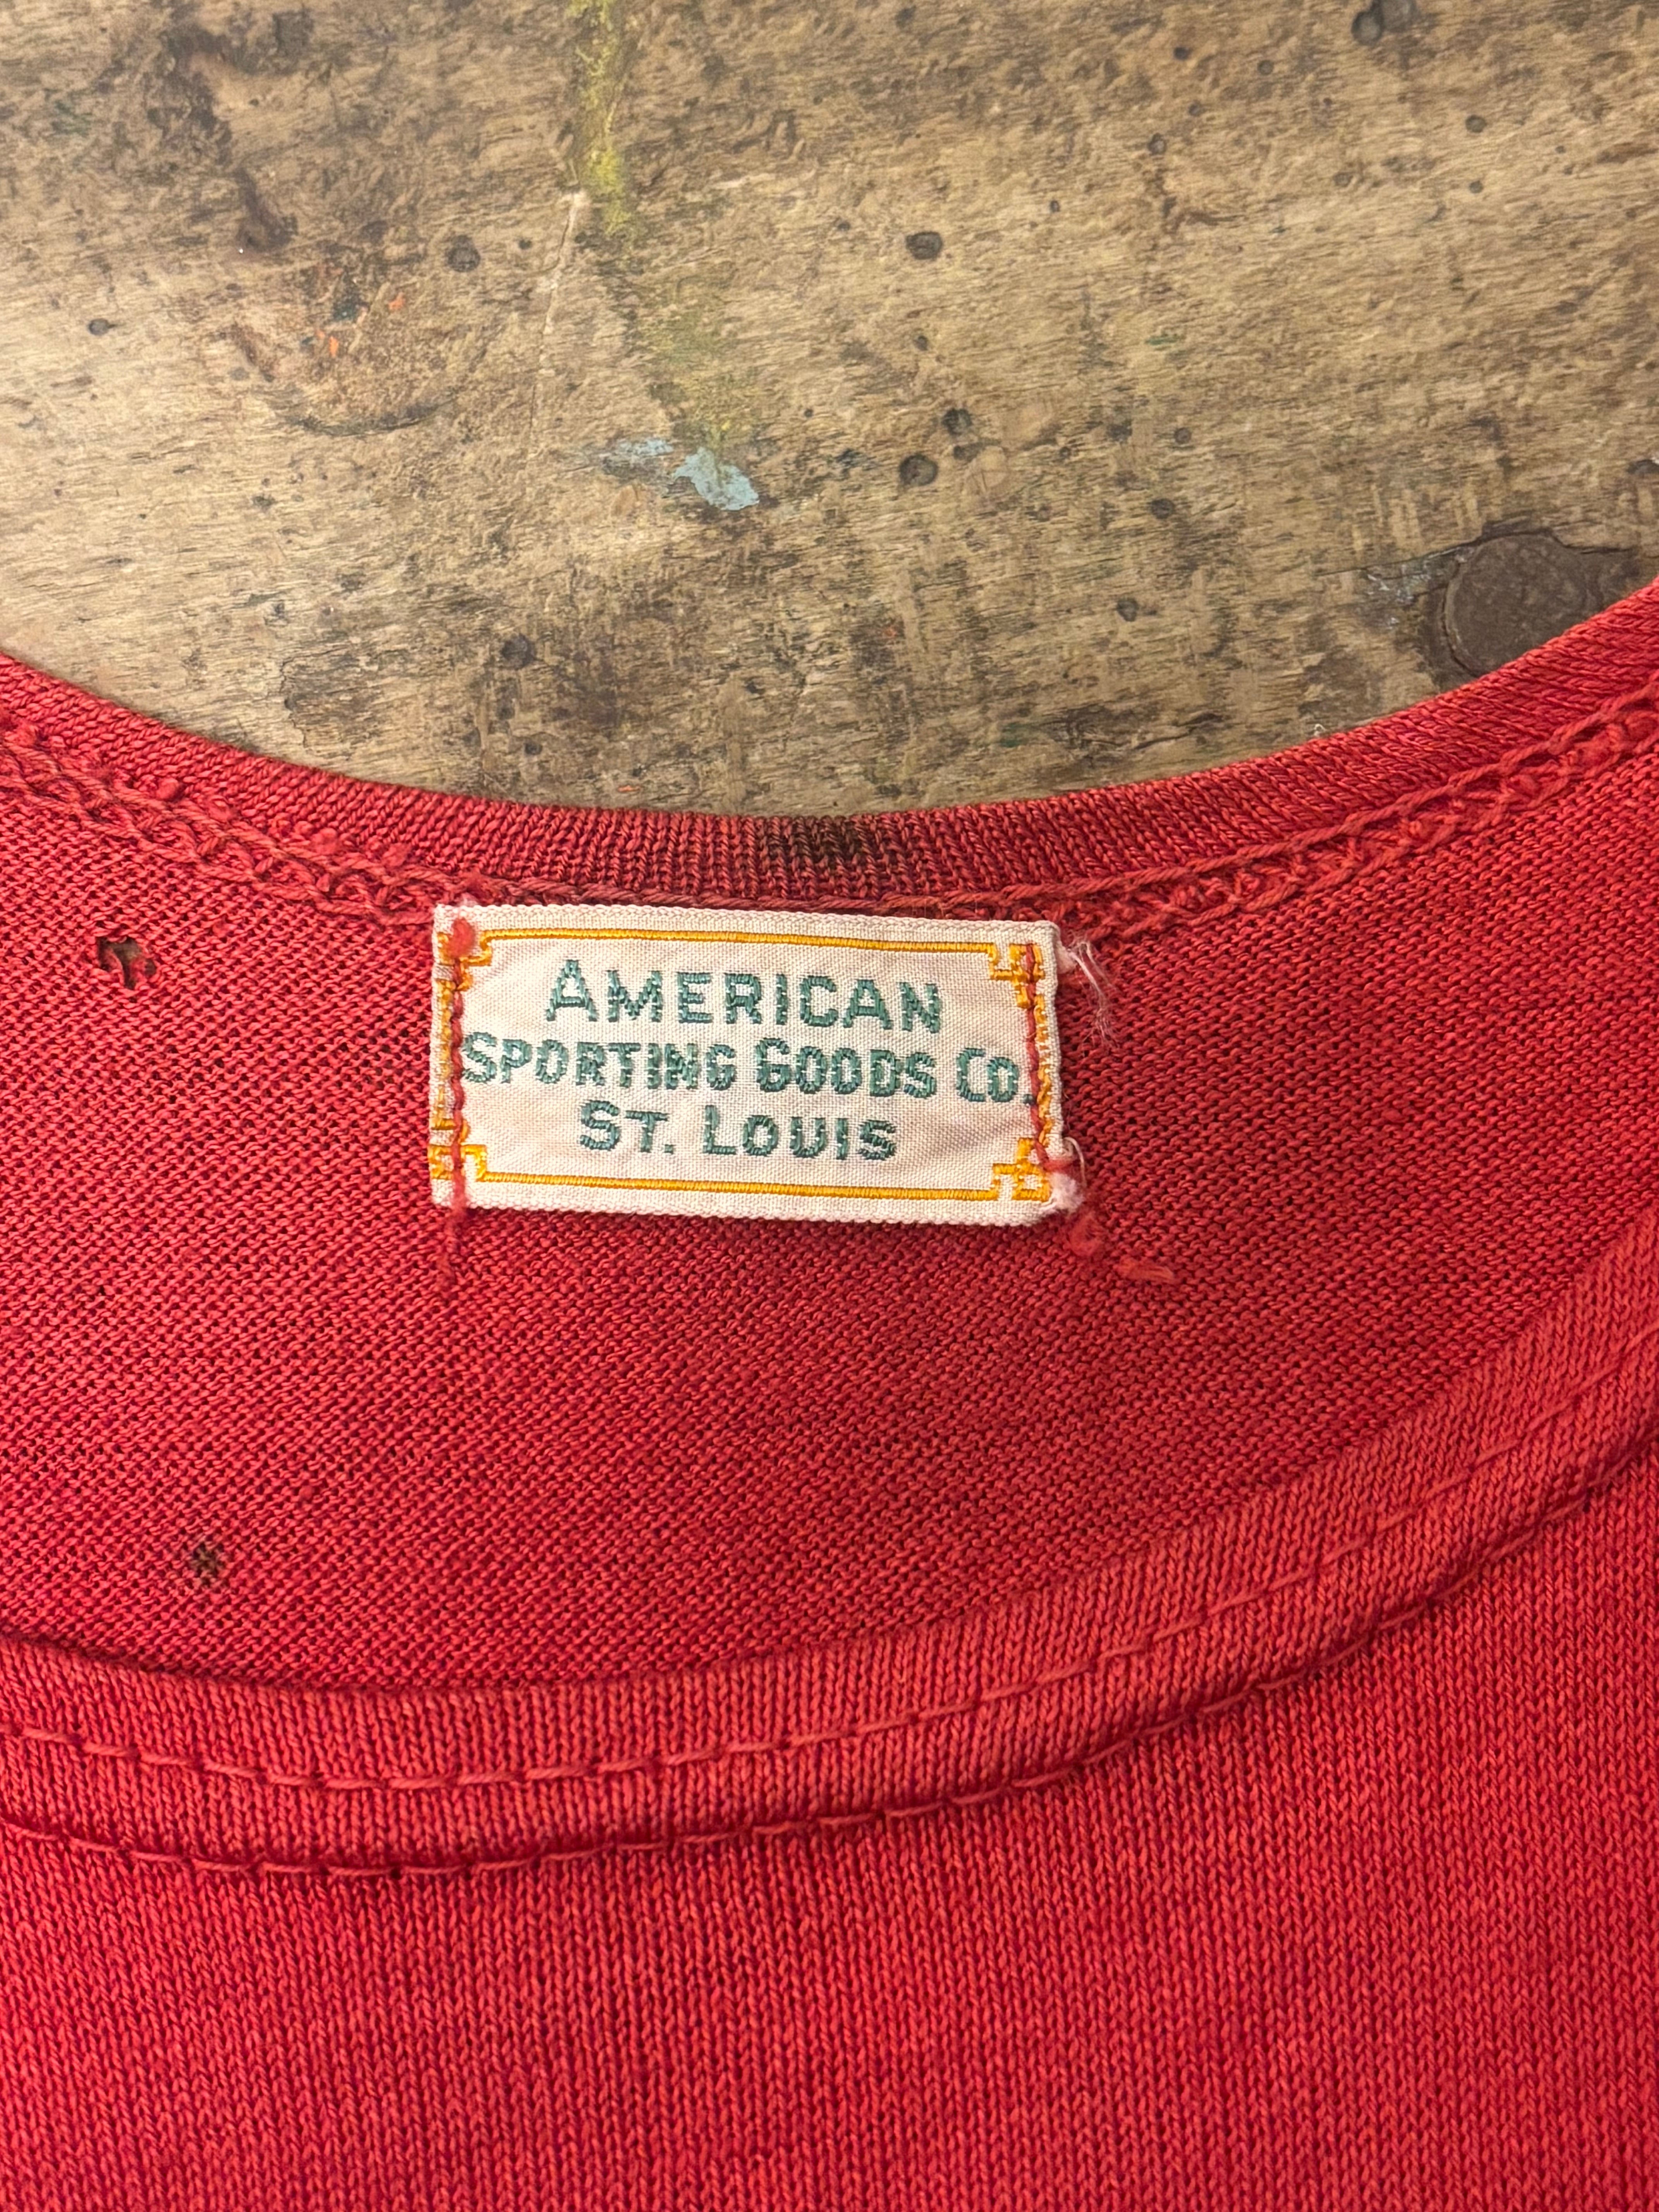 AMERICAN
SPORTING GOODS CO.
ST. LOUIS